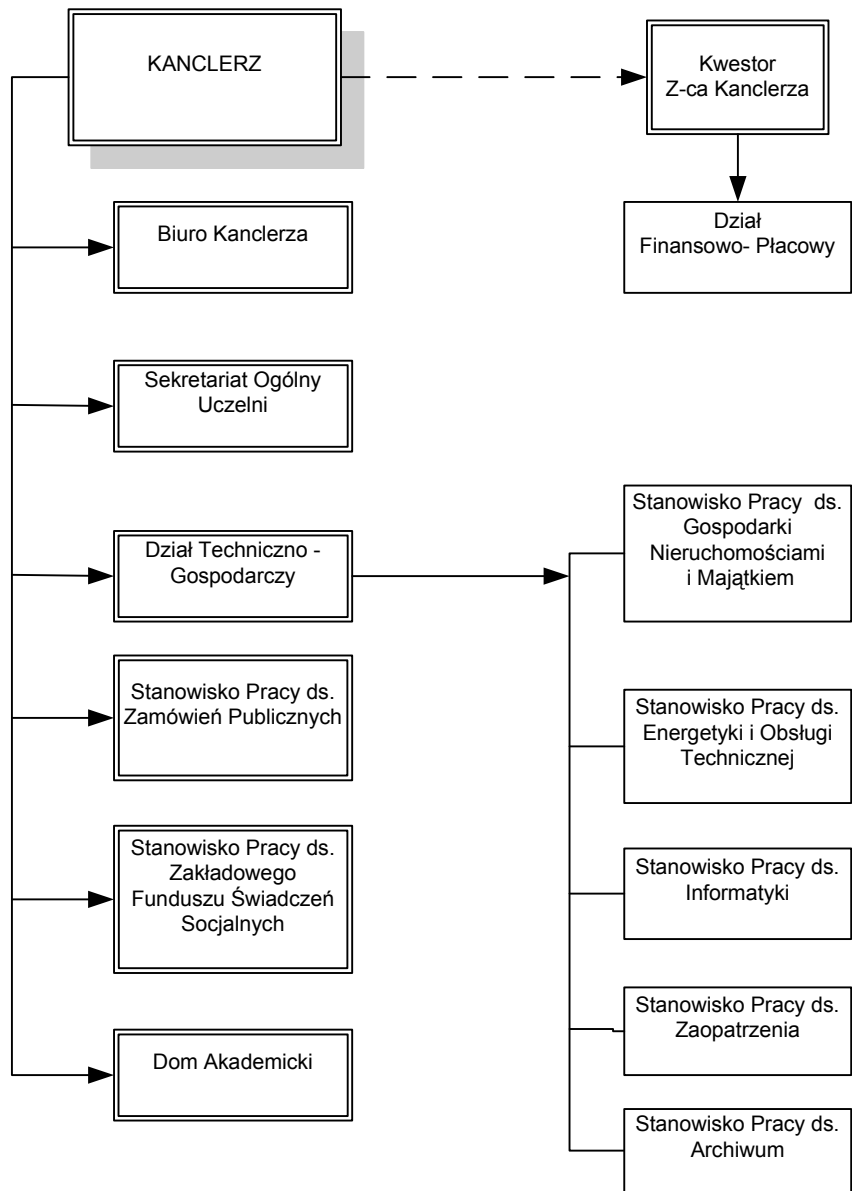 KANCLERZ
Kwestor
Z-ca Kanclerza
Biuro Kanclerza
Dział
Finansowo- Płacowy
Sekretariat Ogólny
Uczelni
Dział Techniczno -
Gospodarczy
Stanowisko Pracy ds.
Zamówień Publicznych
Stanowisko Pracy ds.
Zakładowego
Funduszu Świadczeń
Socjalnych
Dom Akademicki
Stanowisko Pracy  ds.
Gospodarki
Nieruchomościami
i Majątkiem
Stanowisko Pracy ds.
Energetyki i Obsługi
Technicznej
Stanowisko Pracy ds.
Informatyki
Stanowisko Pracy ds.
Zaopatrzenia
Stanowisko Pracy ds.
Archiwum